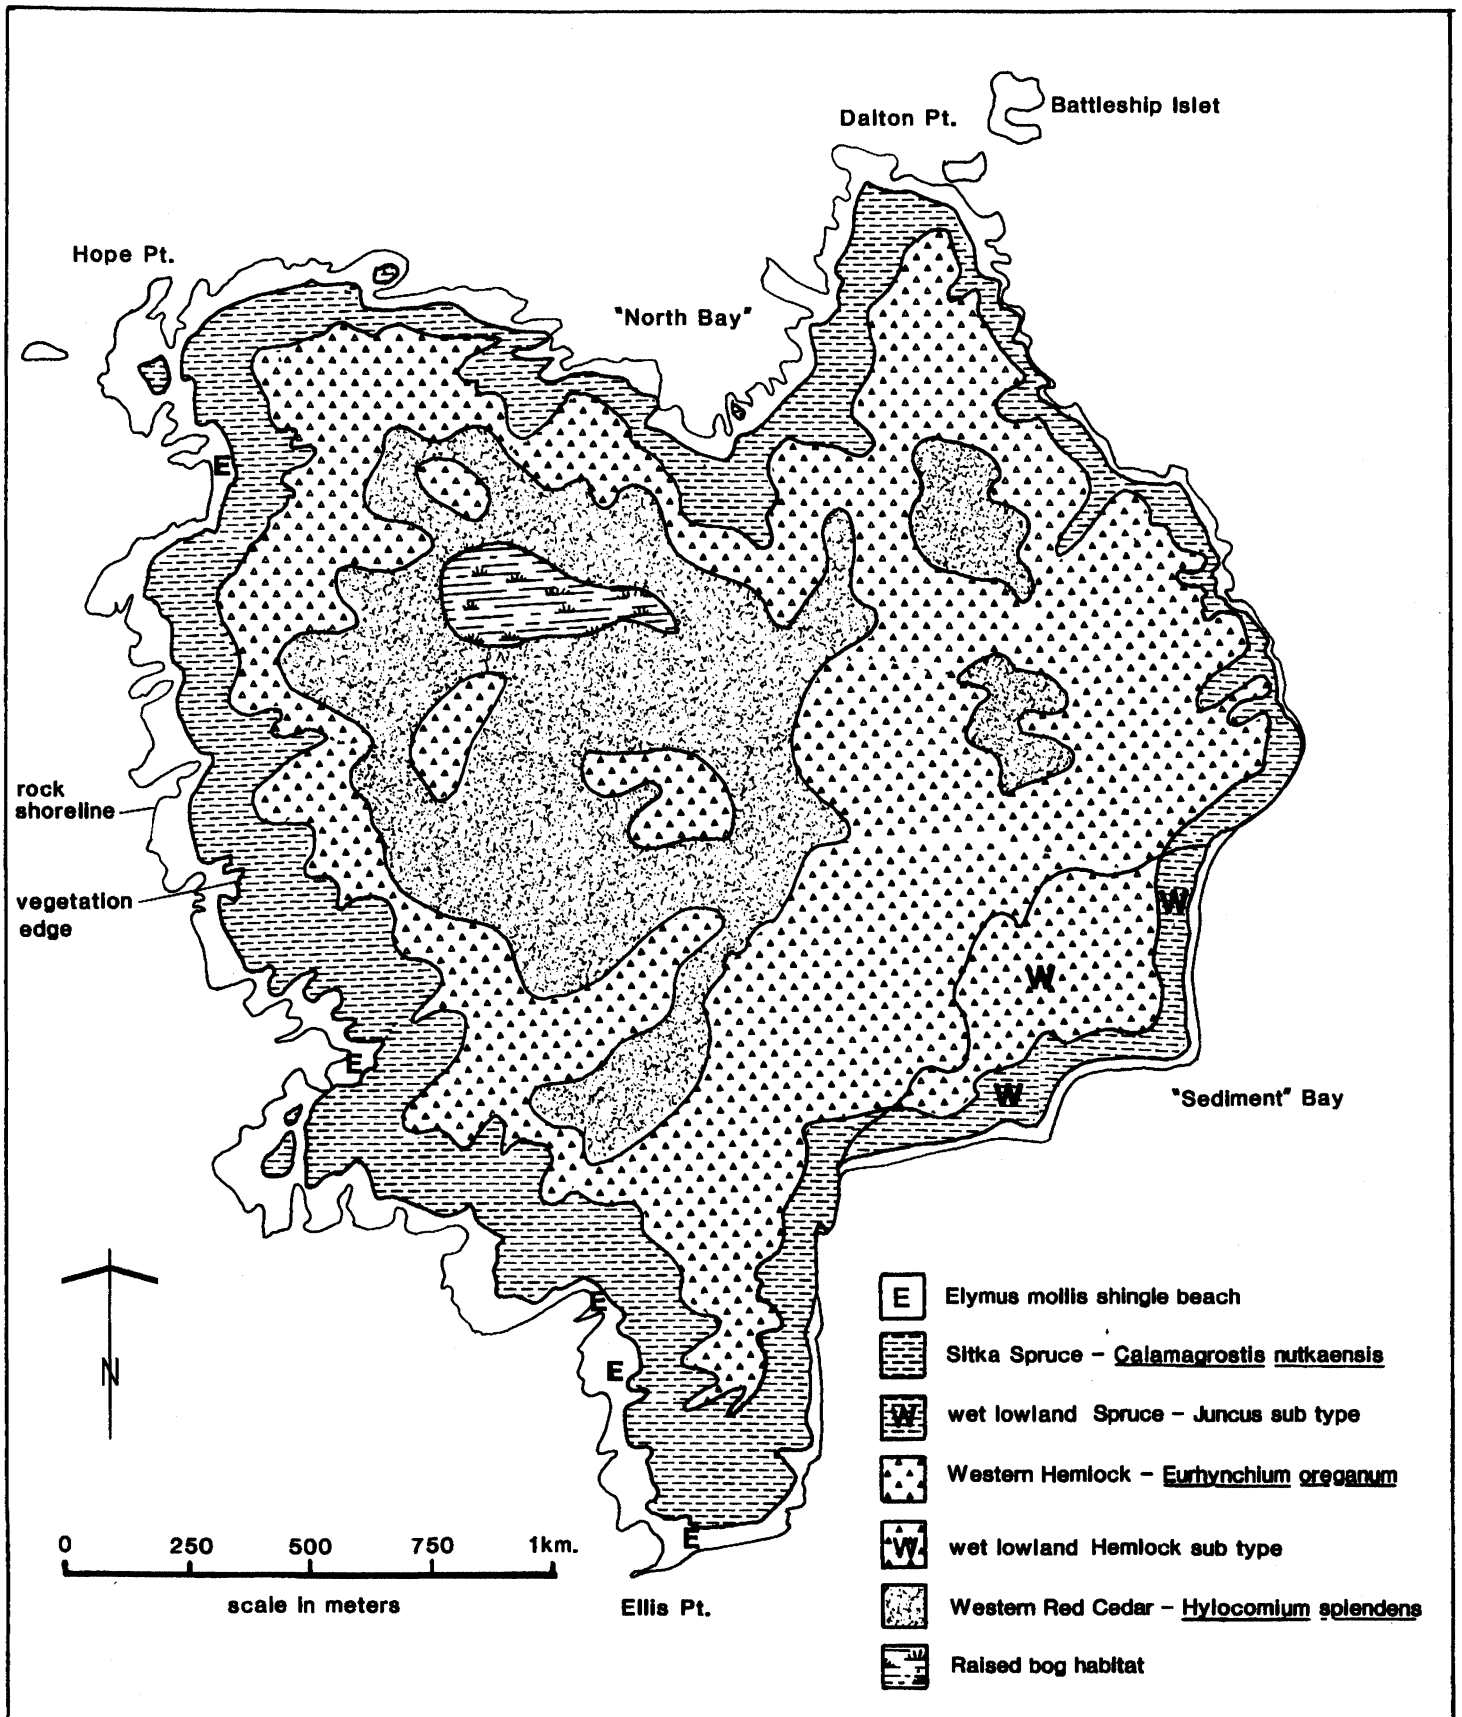 Battleship Islet
Dalton Pt.
Hope Pt.
"North Bay"
E
rock
shoreline
vegetation
edge
W
W
E
W
"Sediment" Bay
E
E
E
N
0 250 500 750 1km.
scale in meters
Ellis Pt.
E Elymus mollis shingle beach
Sitka Spruce - Calamagrostis nutkaensis
W wet lowland Spruce - Juncus sub type
Western Hemlock - Eurhynchium oreganum
W wet lowland Hemlock sub type
Western Red Cedar - Hylocomium splendens
Raised bog habitat